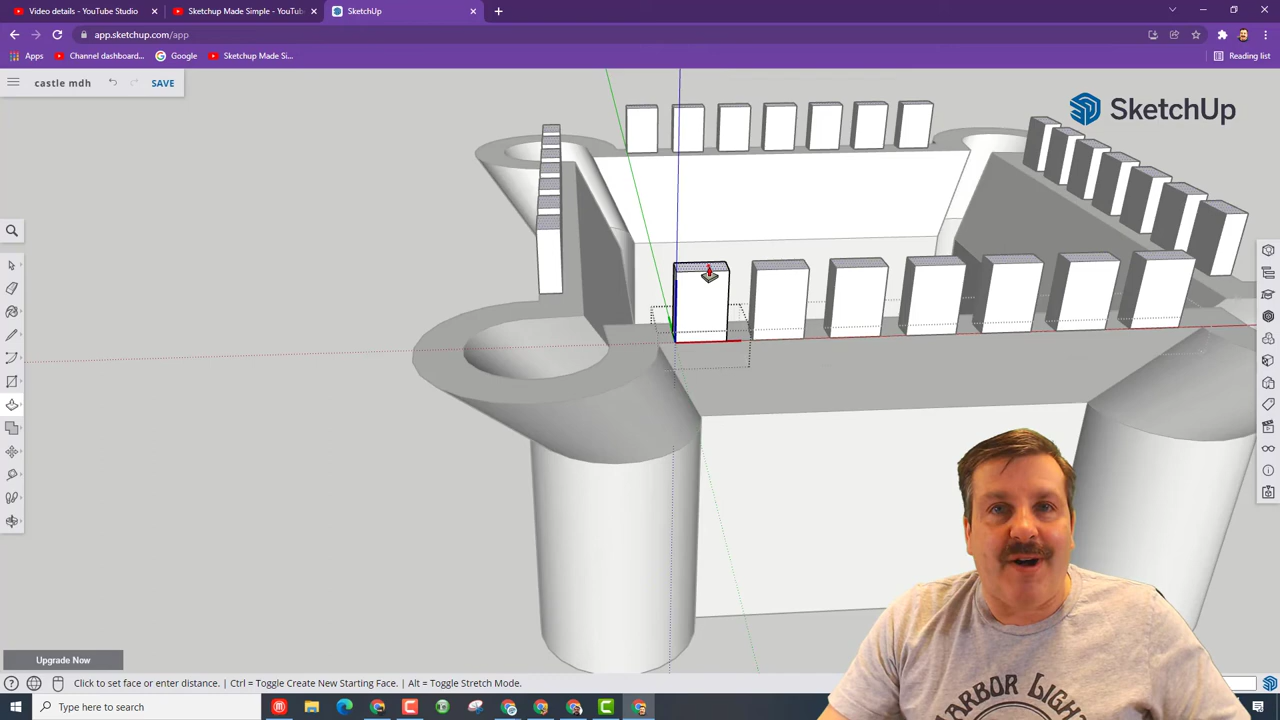 Video details - YouTube Studio
Sketchup Made Simple - YouTub
SketchUp
app.sketchup.com/app
Apps
Channel dashboard...
Google
Sketchup Made Si...
Reading list
castle mdh
SAVE
SketchUp
Upgrade Now
Click to set face or enter distance. | Ctrl = Toggle Create New Starting Face. | Alt = Toggle Stretch Mode.
HARBOR LIGH
Type here to search